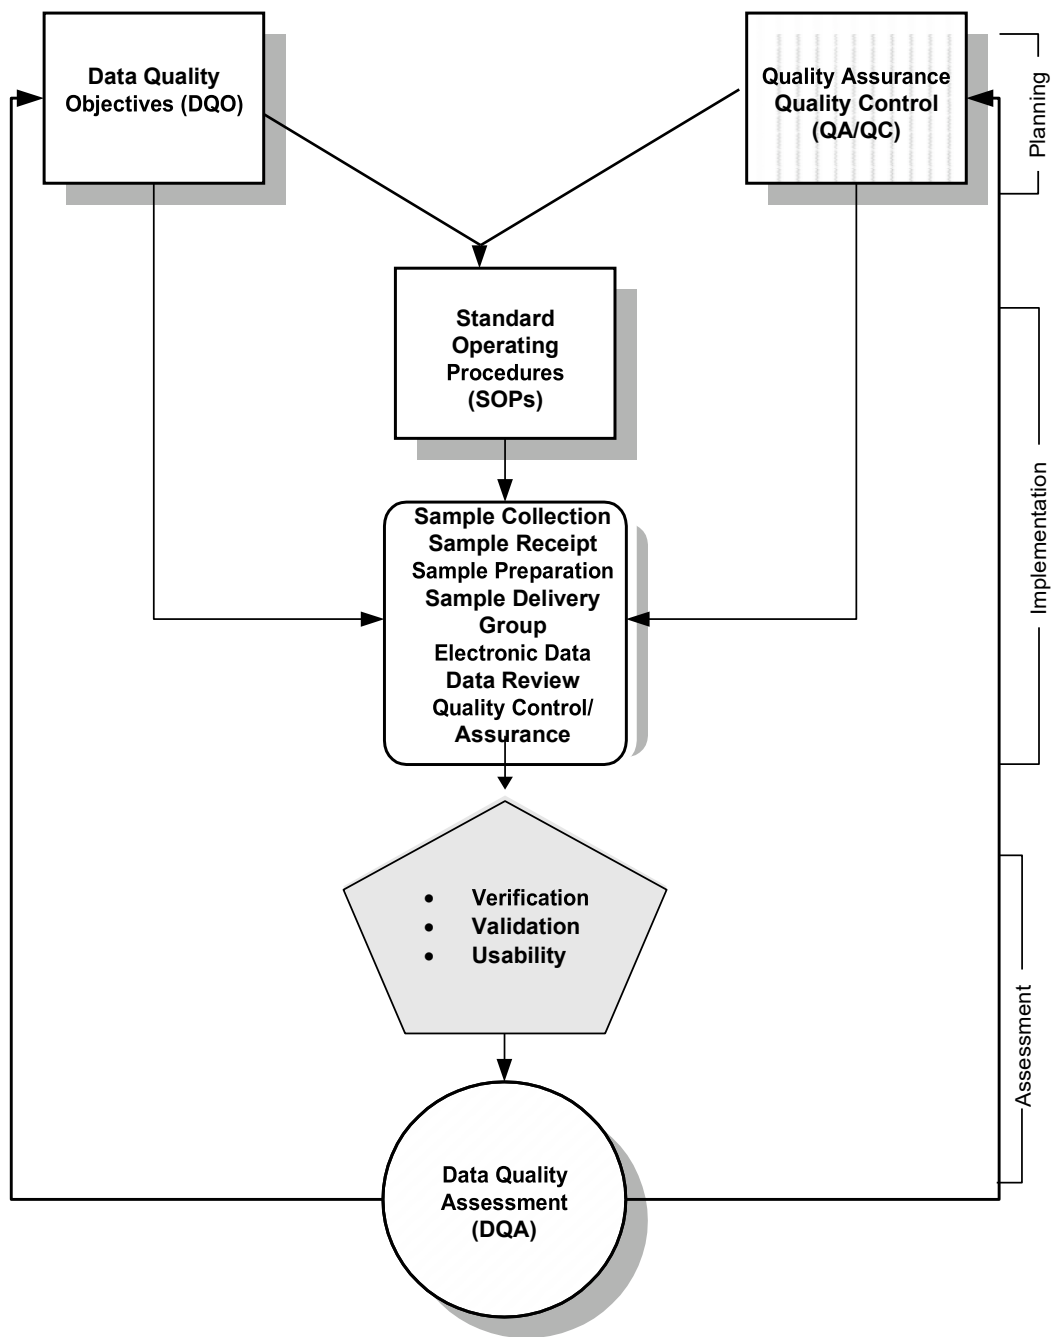 Data Quality
Objectives (DQO)
Quality Assurance
Quality Control
(QA/QC)
Planning
Standard
Operating
Procedures
(SOPs)
Implementation
Sample Collection
Sample Receipt
Sample Preparation
Sample Delivery
Group
Electronic Data
Data Review
Quality Control/
Assurance
• Verification
• Validation
• Usability
Assessment
Data Quality
Assessment
(DQA)